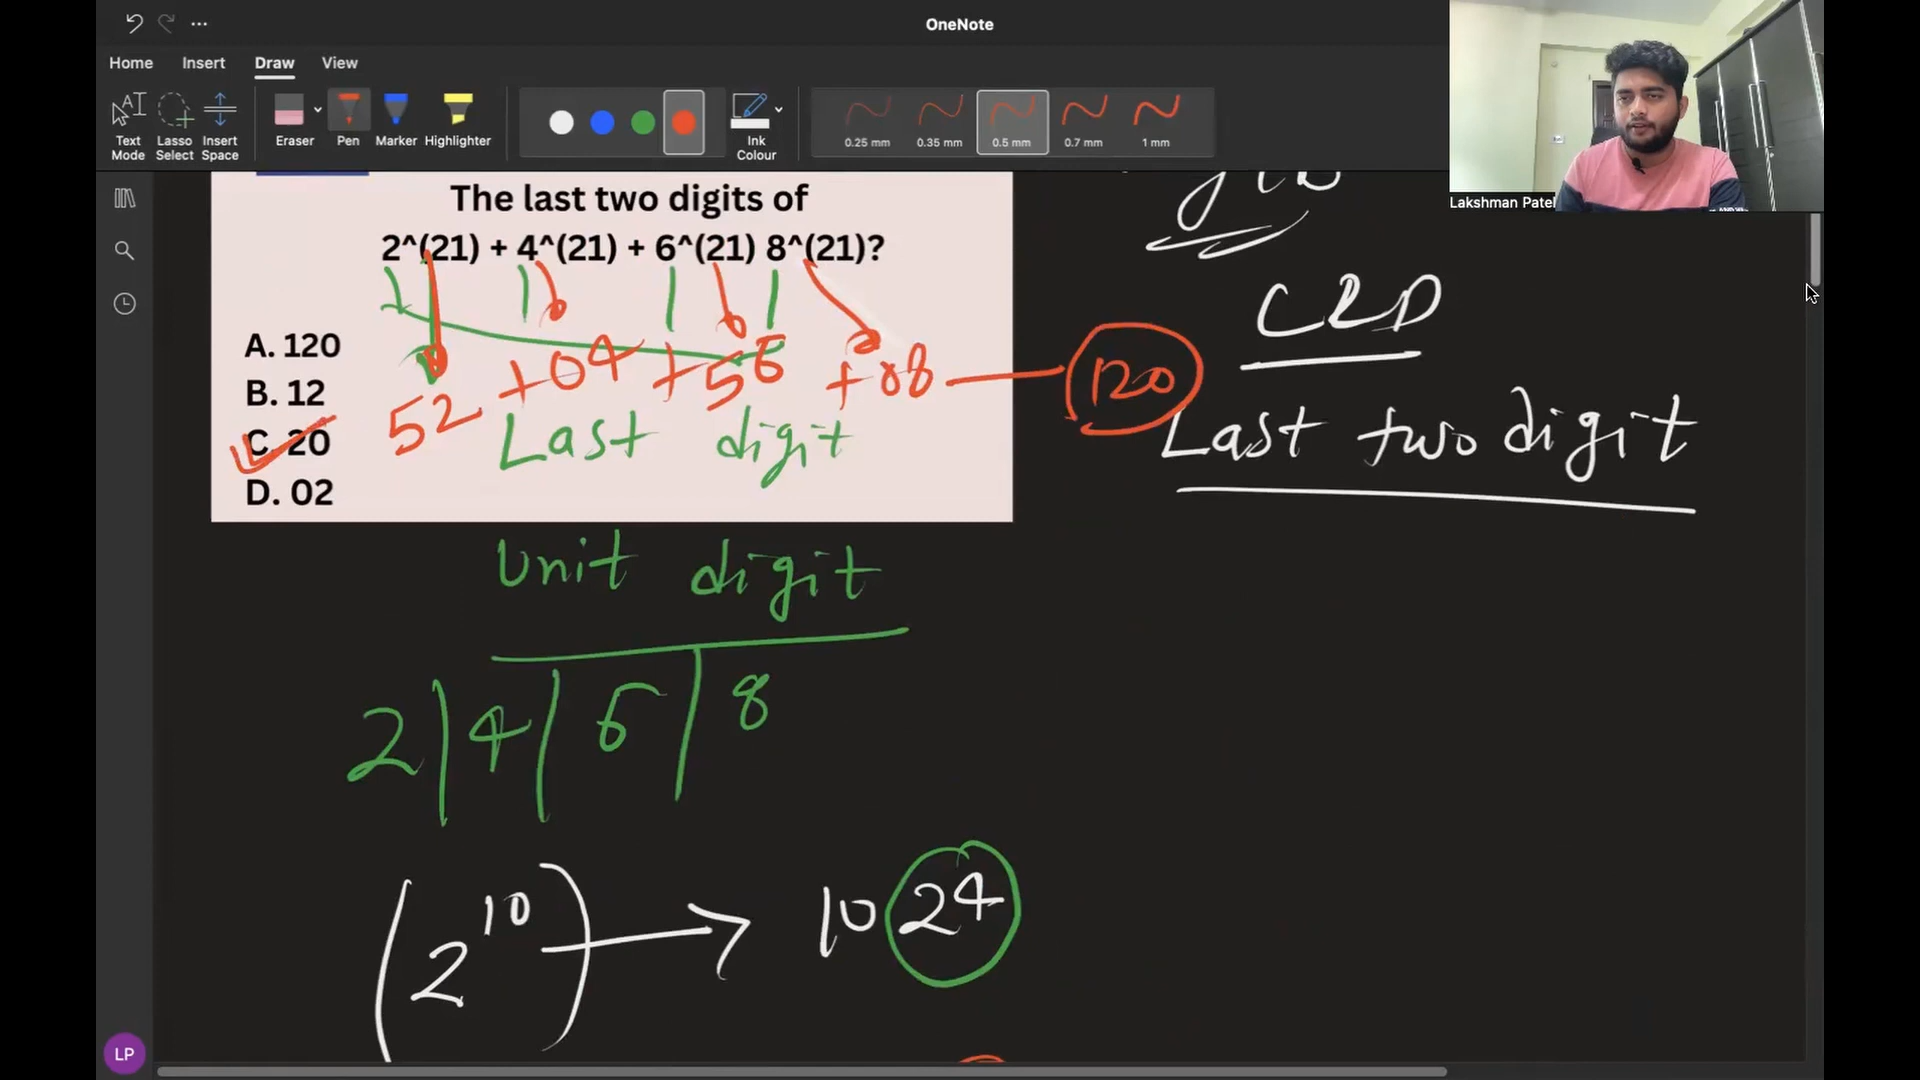 OneNote
Home Insert Draw View
Text Mode
Lasso Select
Insert Space
Eraser
Pen
Marker
Highlighter
Ink Colour
0.25 mm
0.35 mm
0.5 mm
0.7 mm
1 mm
Lakshman Patel
The last two digits of
2^(21) + 4^(21) + 6^(21) 8^(21)?
A. 120
B. 12
C. 20
D. 02
52 +04 +56 +08 120
Last digit
Last two digit
Unit digit
2 | 4 | 6 | 8
(2^10) → 1024
LP